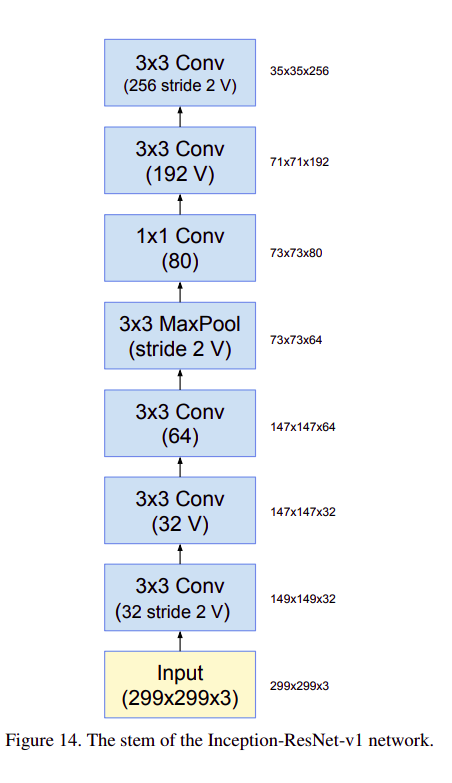 3x3 Conv
(256 stride 2 V)
35x35x256
3x3 Conv
(192 V)
71x71x192
1x1 Conv
(80)
73x73x80
3x3 MaxPool
(stride 2 V)
73x73x64
3x3 Conv
(64)
147x147x64
3x3 Conv
(32 V)
147x147x32
3x3 Conv
(32 stride 2 V)
149x149x32
Input
(299x299x3)
299x299x3
Figure 14. The stem of the Inception-ResNet-v1 network.